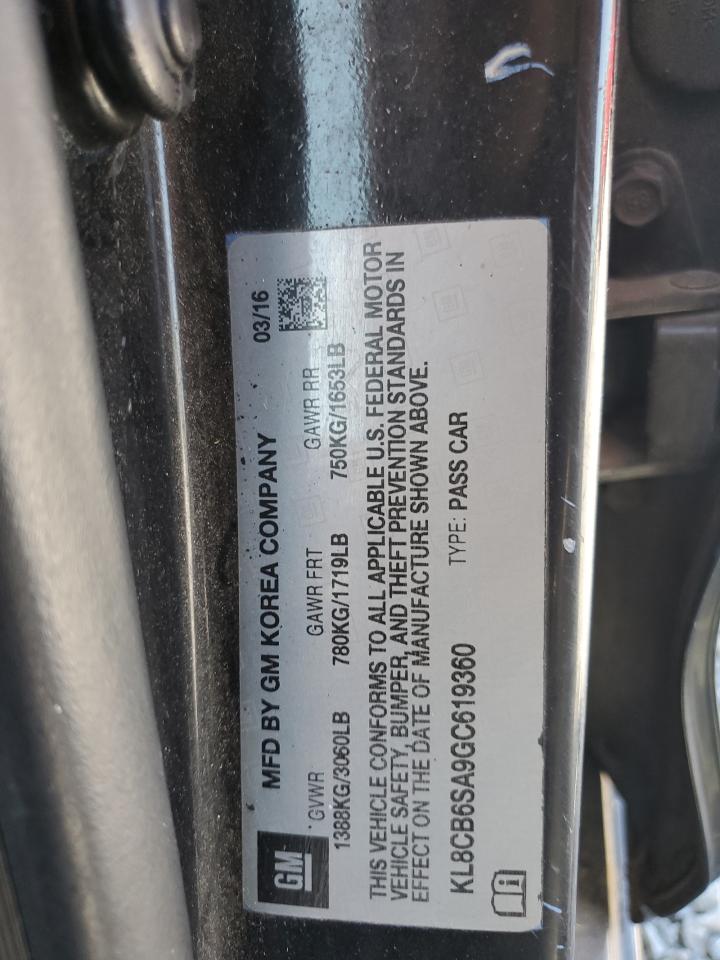 MFD BY GM KOREA COMPANY 03/16
GM
GVWR GAWR FRT GAWR RR
1388KG/3060LB 780KG/1719LB 750KG/1653LB
THIS VEHICLE CONFORMS TO ALL APPLICABLE U.S. FEDERAL MOTOR
VEHICLE SAFETY, BUMPER, AND THEFT PREVENTION STANDARDS IN
EFFECT ON THE DATE OF MANUFACTURE SHOWN ABOVE.
KL8CB6SA9GC619360 TYPE: PASS CAR